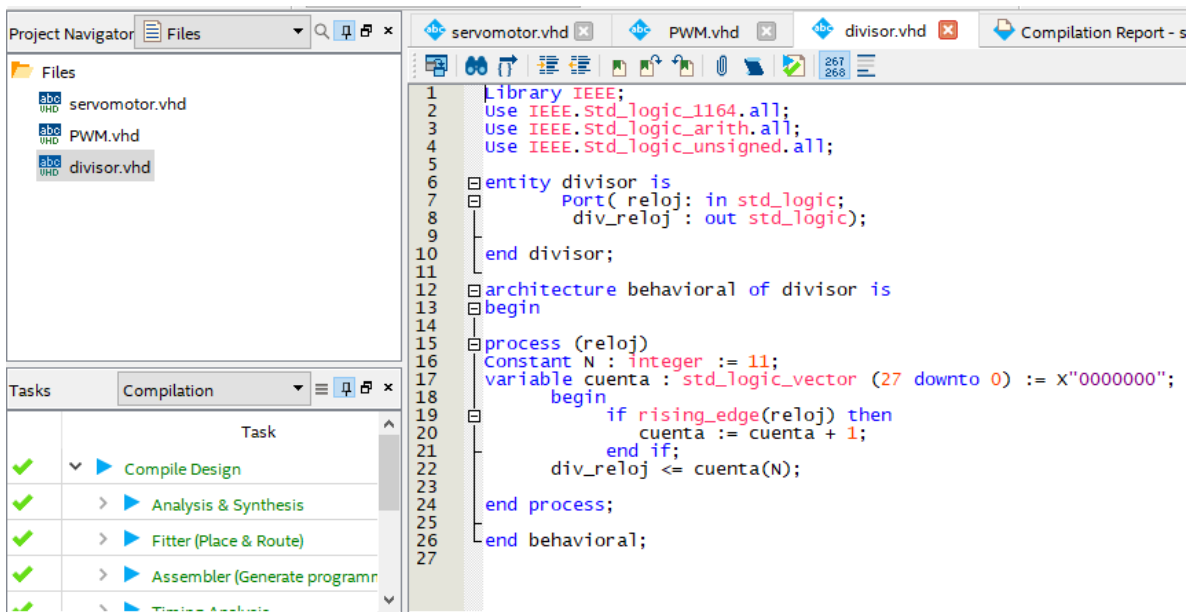 Project Navigator Files
Files
servomotor.vhd
PWM.vhd
divisor.vhd
Tasks Compilation
Task
Compile Design
Analysis & Synthesis
Fitter (Place & Route)
Assembler (Generate programm
Timing Analysis
servomotor.vhd PWM.vhd divisor.vhd Compilation Report - s
267
268
1 Library IEEE;
2 Use IEEE.Std_logic_1164.all;
3 Use IEEE.Std_logic_arith.all;
4 Use IEEE.Std_logic_unsigned.all;
5
6 entity divisor is
7 Port( reloj: in std_logic;
8 div_reloj : out std_logic);
9
10 end divisor;
11
12 architecture behavioral of divisor is
13 begin
14
15 process (reloj)
16 Constant N : integer := 11;
17 variable cuenta : std_logic_vector (27 downto 0) := X"0000000";
18 begin
19 if rising_edge(reloj) then
20 cuenta := cuenta + 1;
21 end if;
22 div_reloj <= cuenta(N);
23
24 end process;
25
26 end behavioral;
27